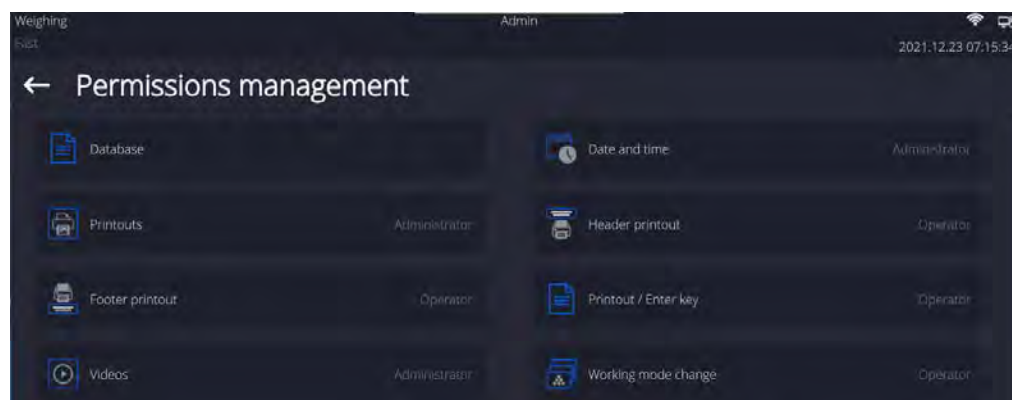 Weighing Admin
Fast 2021.12.23 07:15:34
Permissions management
Database Date and time Administrator
Printouts Administrator Header printout Operator
Footer printout Operator Printout / Enter key Operator
Videos Administrator Working mode change Operator